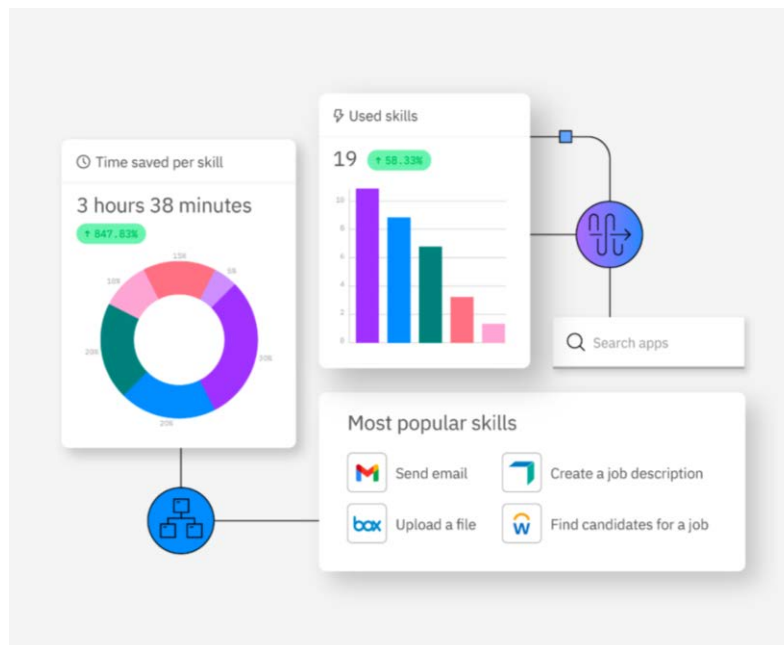 Time saved per skill
3 hours 38 minutes
↑ 847.83%
15%
5%
10%
30%
20%
20%
Used skills
19 ↑ 58.33%
10
8
6
4
2
0
Search apps
Most popular skills
Send email
Create a job description
box
Upload a file
w
Find candidates for a job